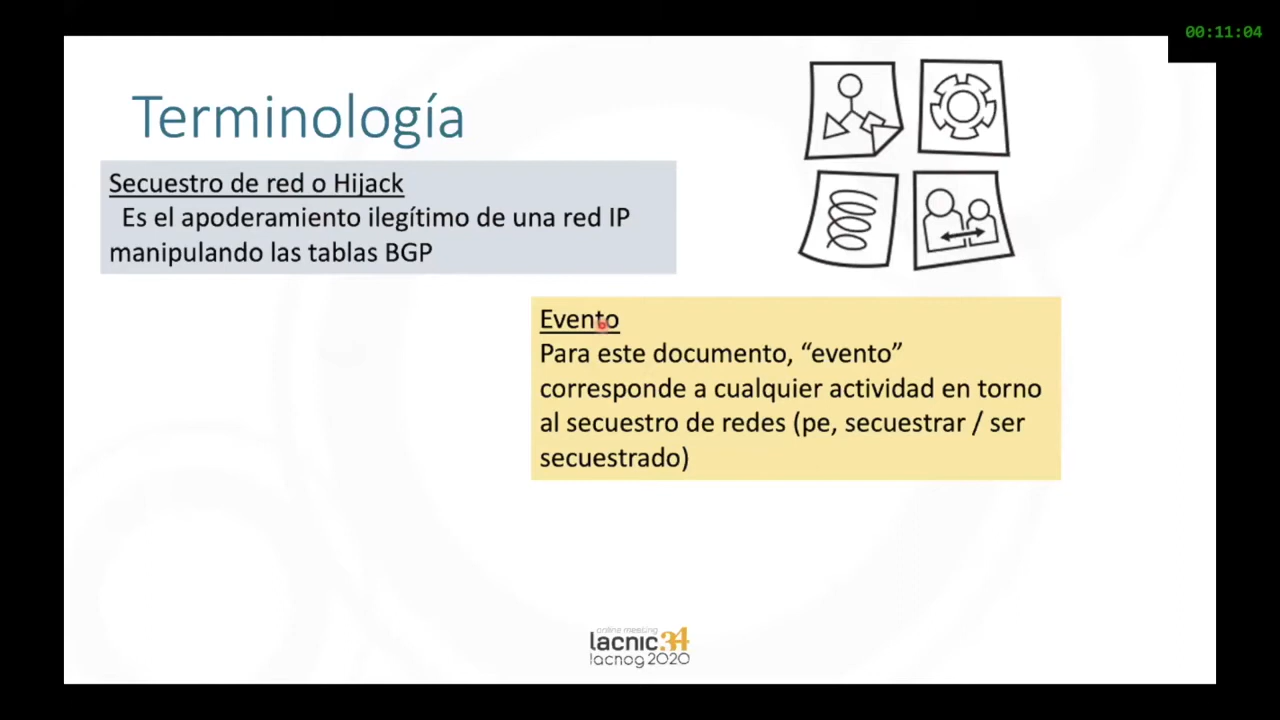 00:11:04
Terminología
Secuestro de red o Hijack
Es el apoderamiento ilegítimo de una red IP
manipulando las tablas BGP
Evento
Para este documento, “evento”
corresponde a cualquier actividad en torno
al secuestro de redes (pe, secuestrar / ser
secuestrado)
online meeting
lacnic34
lacnog2020